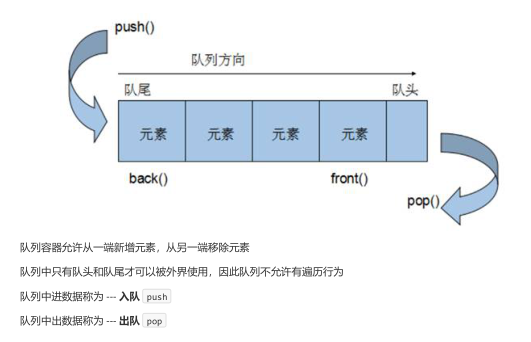 push()
队列方向
队尾
队头
元素 元素 元素 元素
back()
front()
pop()
队列容器允许从一端新增元素，从另一端移除元素
队列中只有队头和队尾才可以被外界使用，因此队列不允许有遍历行为
队列中进数据称为 --- 入队 push
队列中出数据称为 --- 出队 pop